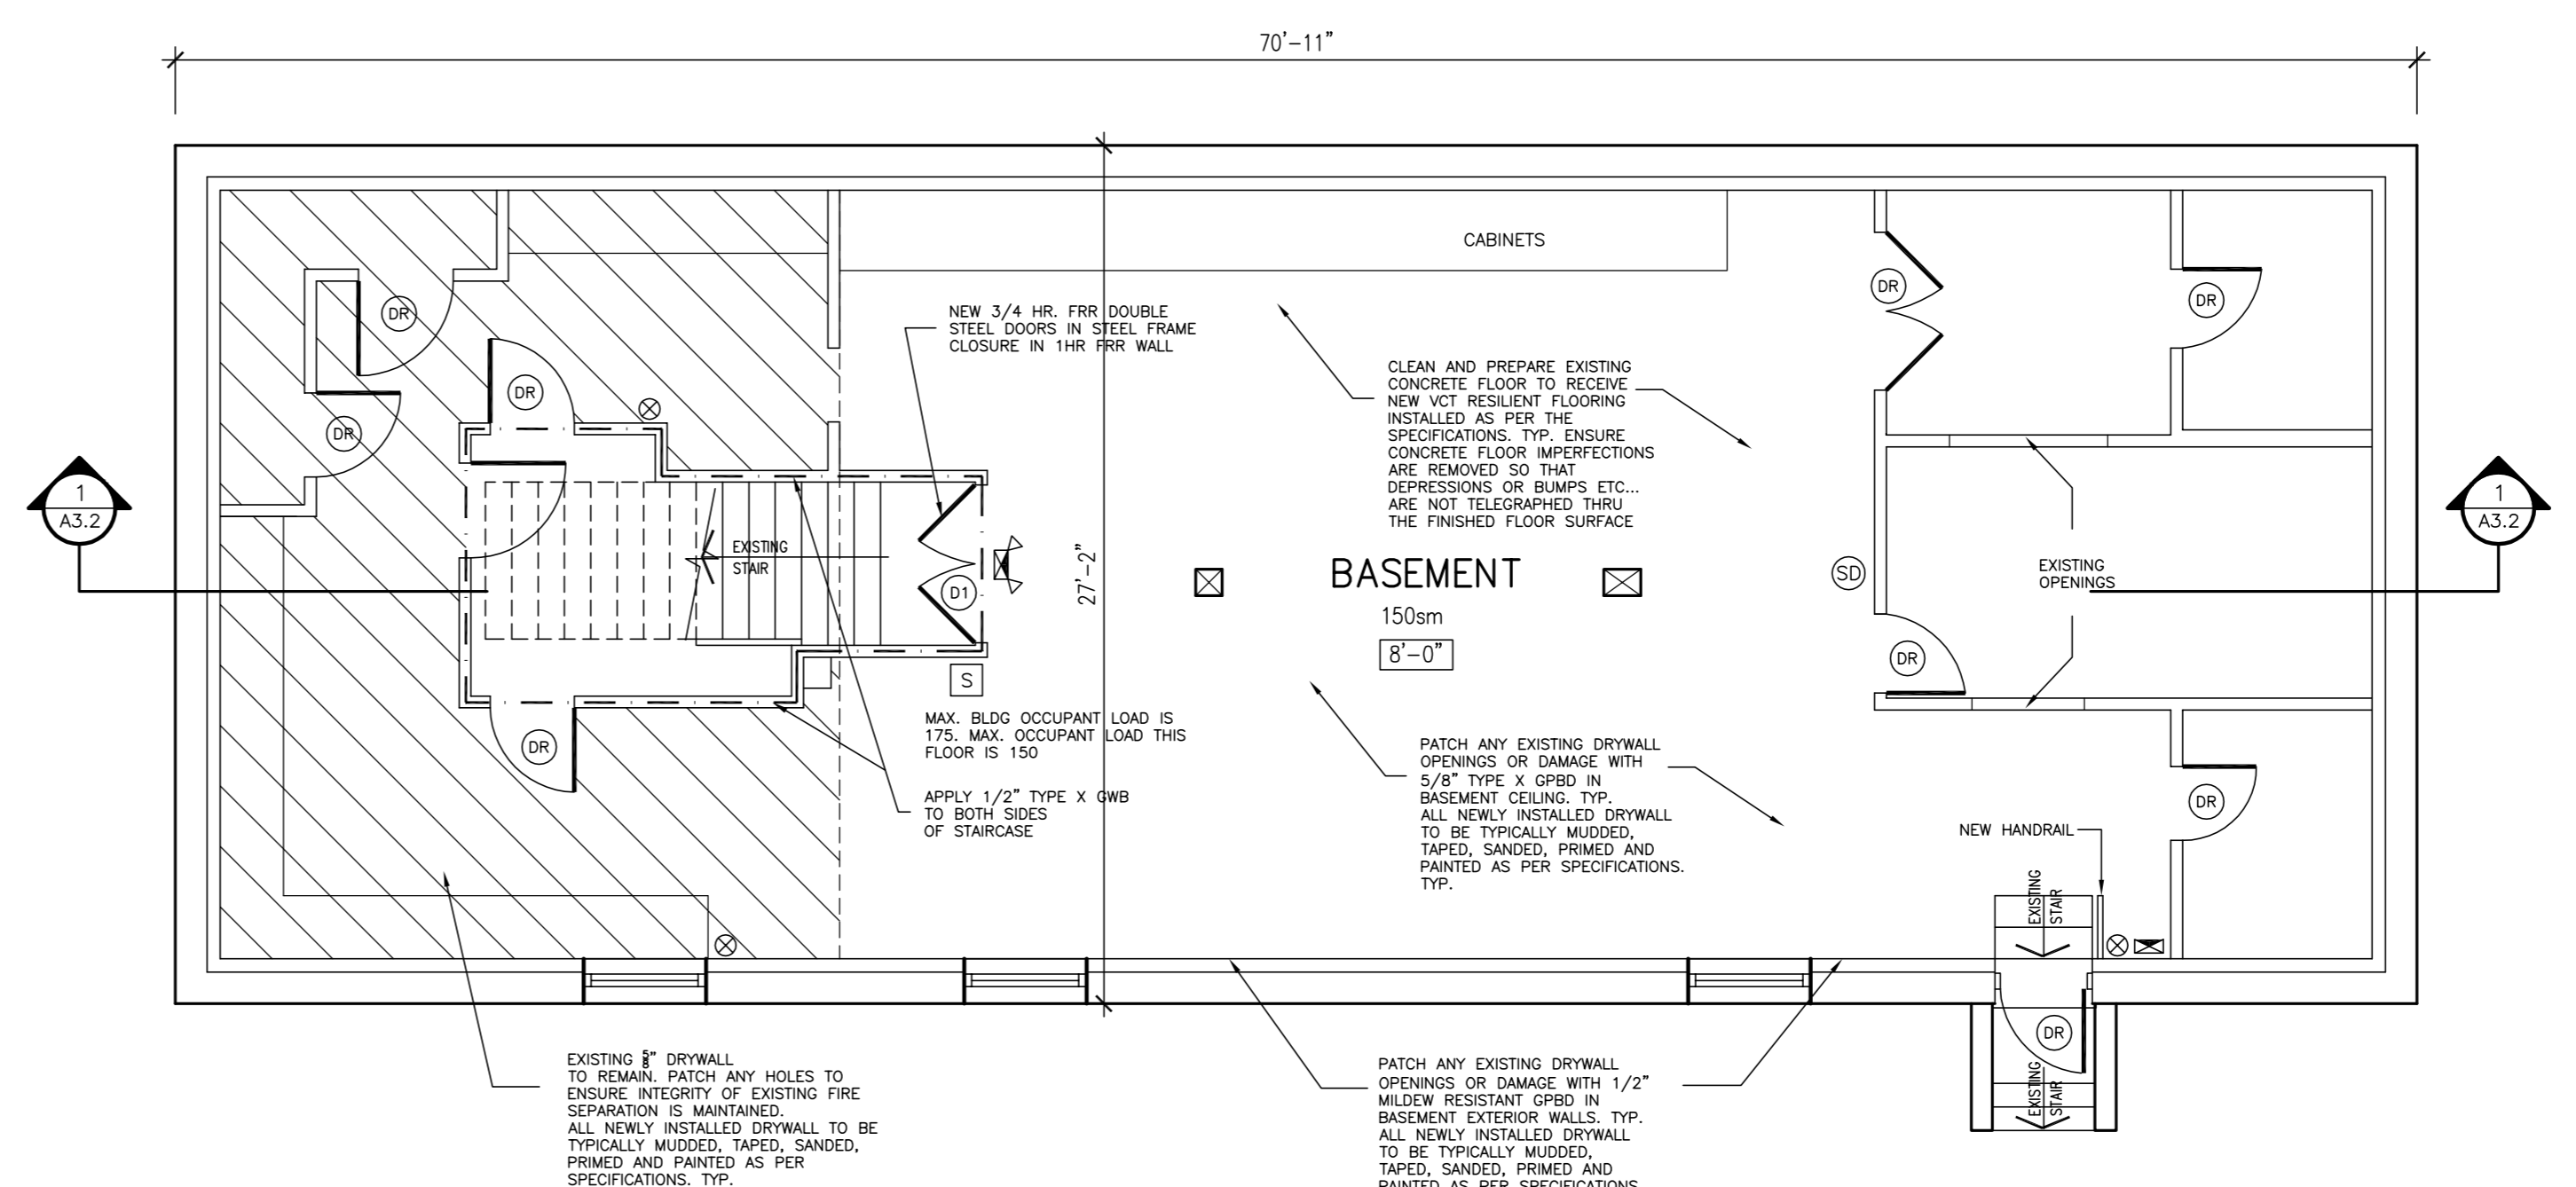 70'-11"
CABINETS
DR
DR
DR
DR
DR
NEW 3/4 HR. FRR DOUBLE
STEEL DOORS IN STEEL FRAME
CLOSURE IN 1HR FRR WALL
CLEAN AND PREPARE EXISTING
CONCRETE FLOOR TO RECEIVE
NEW VCT RESILIENT FLOORING
INSTALLED AS PER THE
SPECIFICATIONS. TYP. ENSURE
CONCRETE FLOOR IMPERFECTIONS
ARE REMOVED SO THAT
DEPRESSIONS OR BUMPS ETC...
ARE NOT TELEGRAPHED THRU
THE FINISHED FLOOR SURFACE
1
A3.2
1
A3.2
EXISTING
STAIR
D1
27'-2"
BASEMENT
150sm
8'-0"
SD
EXISTING
OPENINGS
DR
S
MAX. BLDG OCCUPANT LOAD IS
175. MAX. OCCUPANT LOAD THIS
FLOOR IS 150
DR
APPLY 1/2" TYPE X GWB
TO BOTH SIDES
OF STAIRCASE
PATCH ANY EXISTING DRYWALL
OPENINGS OR DAMAGE WITH
5/8" TYPE X GPBD IN
BASEMENT CEILING. TYP.
ALL NEWLY INSTALLED DRYWALL
TO BE TYPICALLY MUDDED,
TAPED, SANDED, PRIMED AND
PAINTED AS PER SPECIFICATIONS.
TYP.
DR
NEW HANDRAIL
EXISTING
STAIR
DR
EXISTING
STAIR
EXISTING 5/8" DRYWALL
TO REMAIN. PATCH ANY HOLES TO
ENSURE INTEGRITY OF EXISTING FIRE
SEPARATION IS MAINTAINED.
ALL NEWLY INSTALLED DRYWALL TO BE
TYPICALLY MUDDED, TAPED, SANDED,
PRIMED AND PAINTED AS PER
SPECIFICATIONS. TYP.
PATCH ANY EXISTING DRYWALL
OPENINGS OR DAMAGE WITH 1/2"
MILDEW RESISTANT GPBD IN
BASEMENT EXTERIOR WALLS. TYP.
ALL NEWLY INSTALLED DRYWALL
TO BE TYPICALLY MUDDED,
TAPED, SANDED, PRIMED AND
PAINTED AS PER SPECIFICATIONS